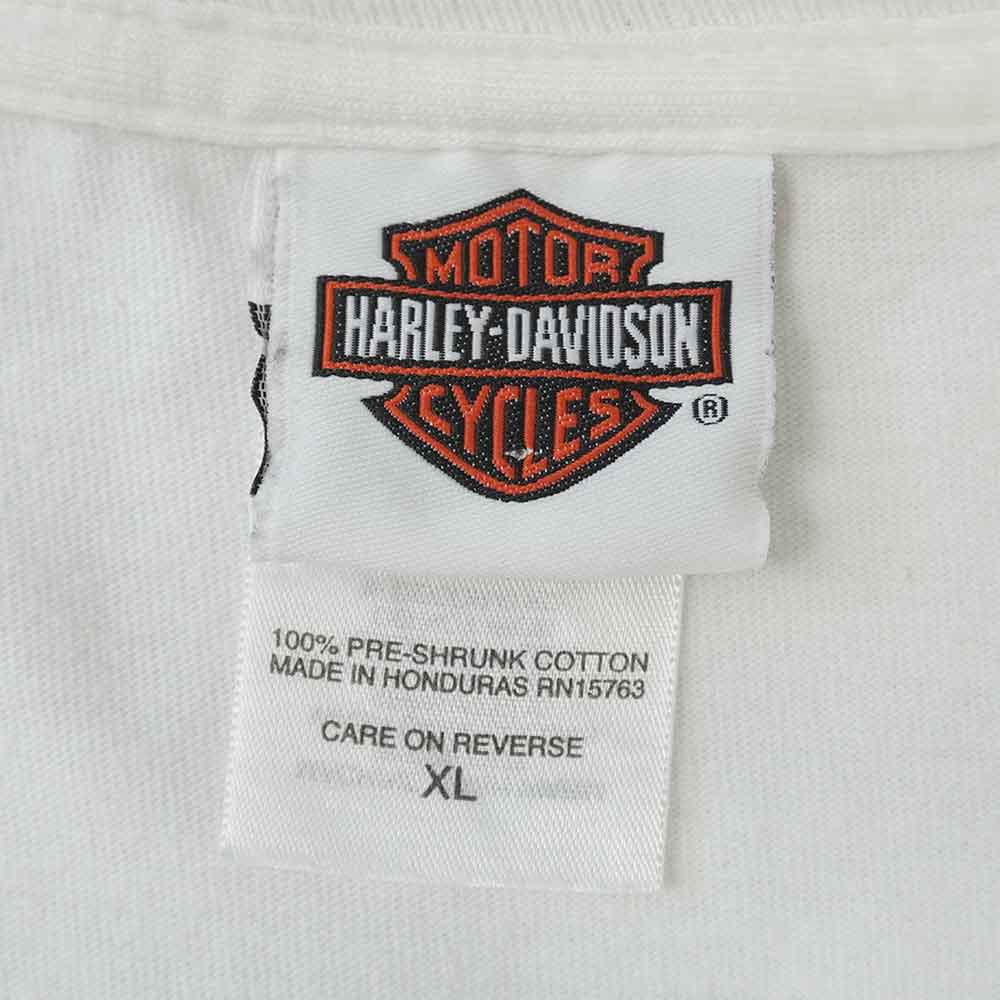 MOTOR
HARLEY-DAVIDSON
CYCLES
®
100% PRE-SHRUNK COTTON
MADE IN HONDURAS RN15763
CARE ON REVERSE
XL